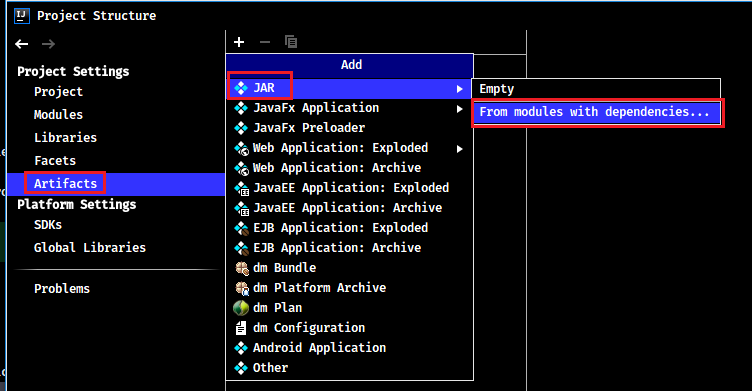 IJ Project Structure
Project Settings
Project
Modules
Libraries
Facets
Artifacts
Platform Settings
SDKs
Global Libraries
Problems
Add
JAR
JavaFx Application
JavaFx Preloader
Web Application: Exploded
Web Application: Archive
JavaEE Application: Exploded
JavaEE Application: Archive
EJB Application: Exploded
EJB Application: Archive
dm Bundle
dm Platform Archive
dm Plan
dm Configuration
Android Application
Other
Empty
From modules with dependencies...